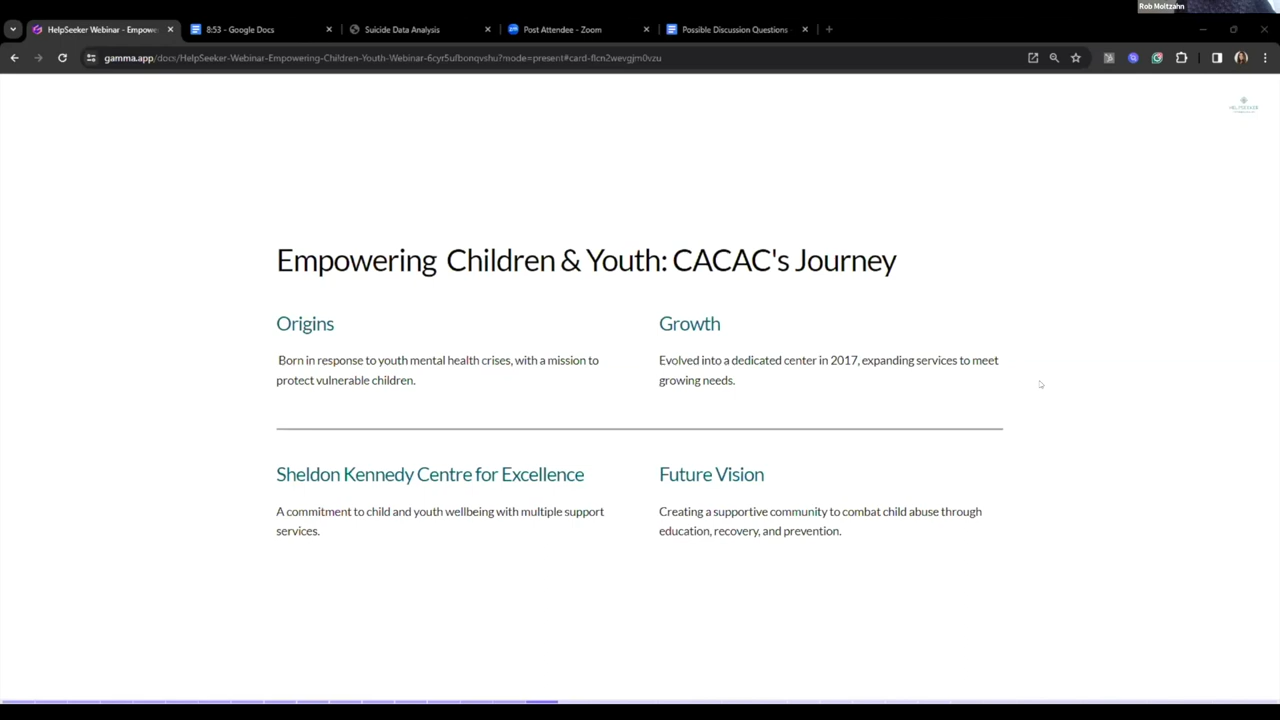 Rob Moltzahn
HelpSeeker Webinar - Empowe
8:53 - Google Docs
Suicide Data Analysis
Post Attendee - Zoom
Possible Discussion Questions
Empowering  Children & Youth: CACAC's Journey
Origins
Born in response to youth mental health crises, with a mission to
protect vulnerable children.
Growth
Evolved into a dedicated center in 2017, expanding services to meet
growing needs.
Sheldon Kennedy Centre for Excellence
A commitment to child and youth wellbeing with multiple support
services.
Future Vision
Creating a supportive community to combat child abuse through
education, recovery, and prevention.